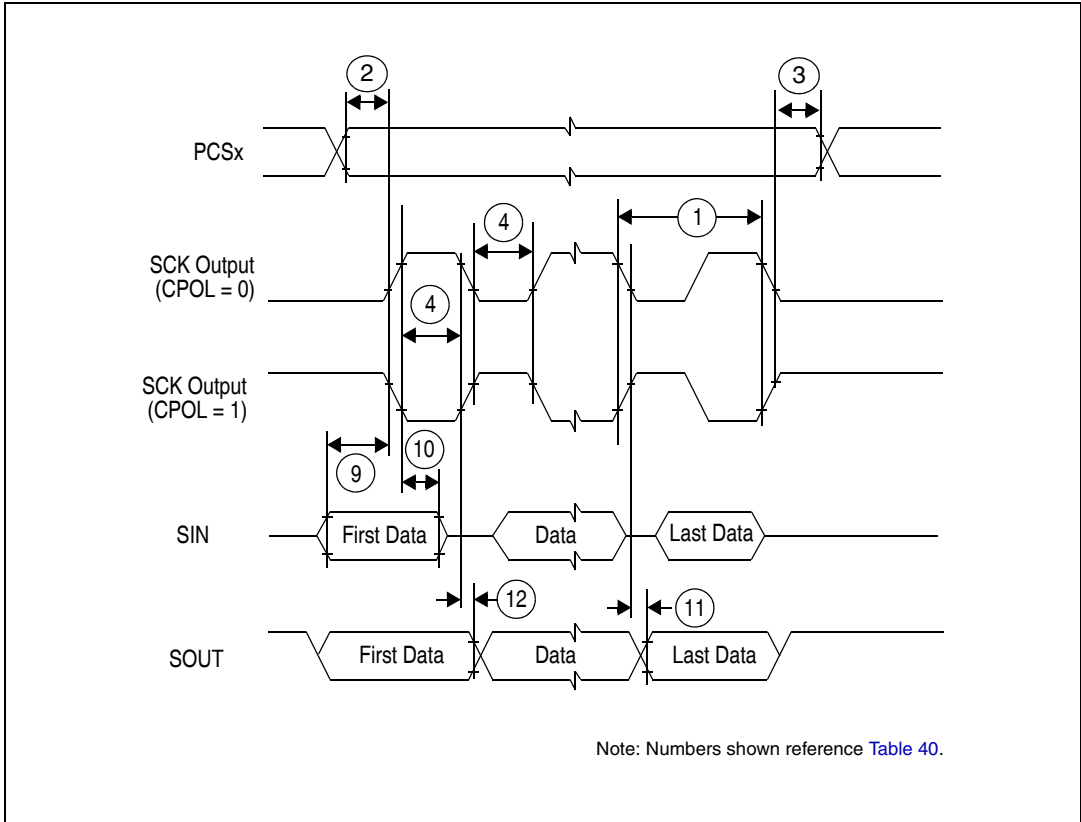 2
3
PCSx
4
1
SCK Output
(CPOL = 0)
4
SCK Output
(CPOL = 1)
9
10
SIN
First Data
Data
Last Data
12
11
SOUT
First Data
Data
Last Data
Note: Numbers shown reference Table 40.